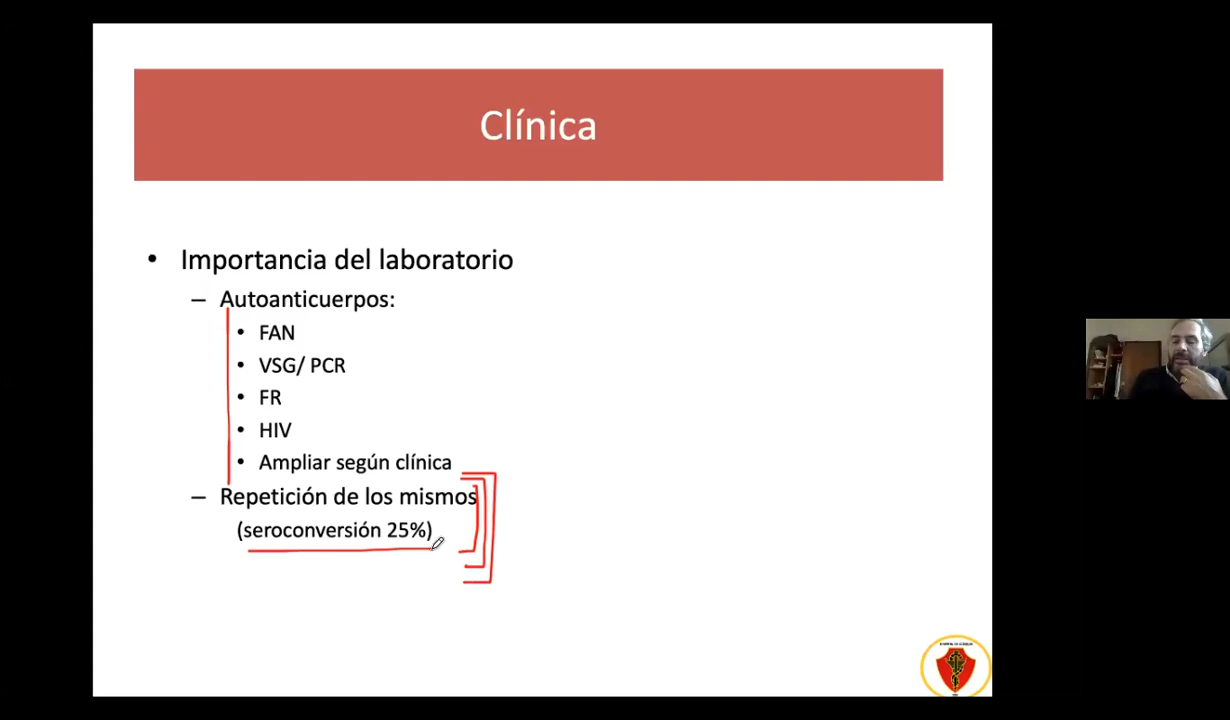 Clínica
• Importancia del laboratorio
– Autoanticuerpos:
• FAN
• VSG/ PCR
• FR
• HIV
• Ampliar según clínica
– Repetición de los mismos
(seroconversión 25%)